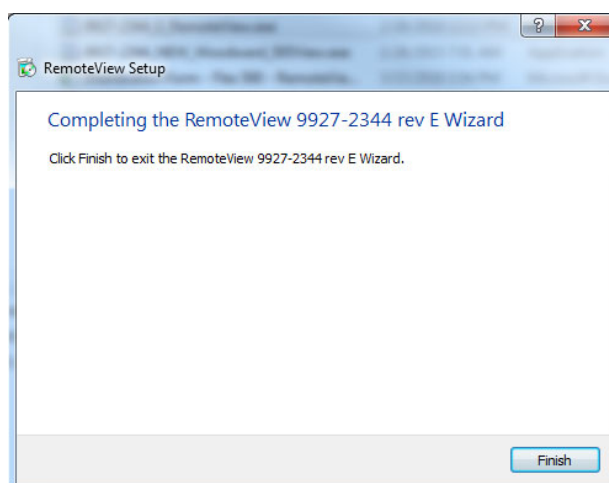 RemoteView Setup
Completing the RemoteView 9927-2344 rev E Wizard
Click Finish to exit the RemoteView 9927-2344 rev E Wizard.
Finish